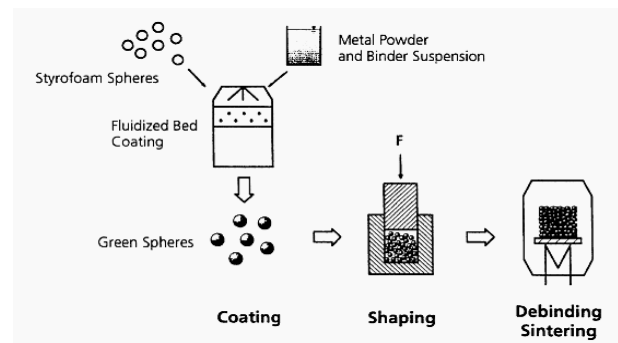 Styrofoam Spheres
Metal Powder
and Binder Suspension
Fluidized Bed
Coating
F
Green Spheres
Coating
Shaping
Debinding
Sintering